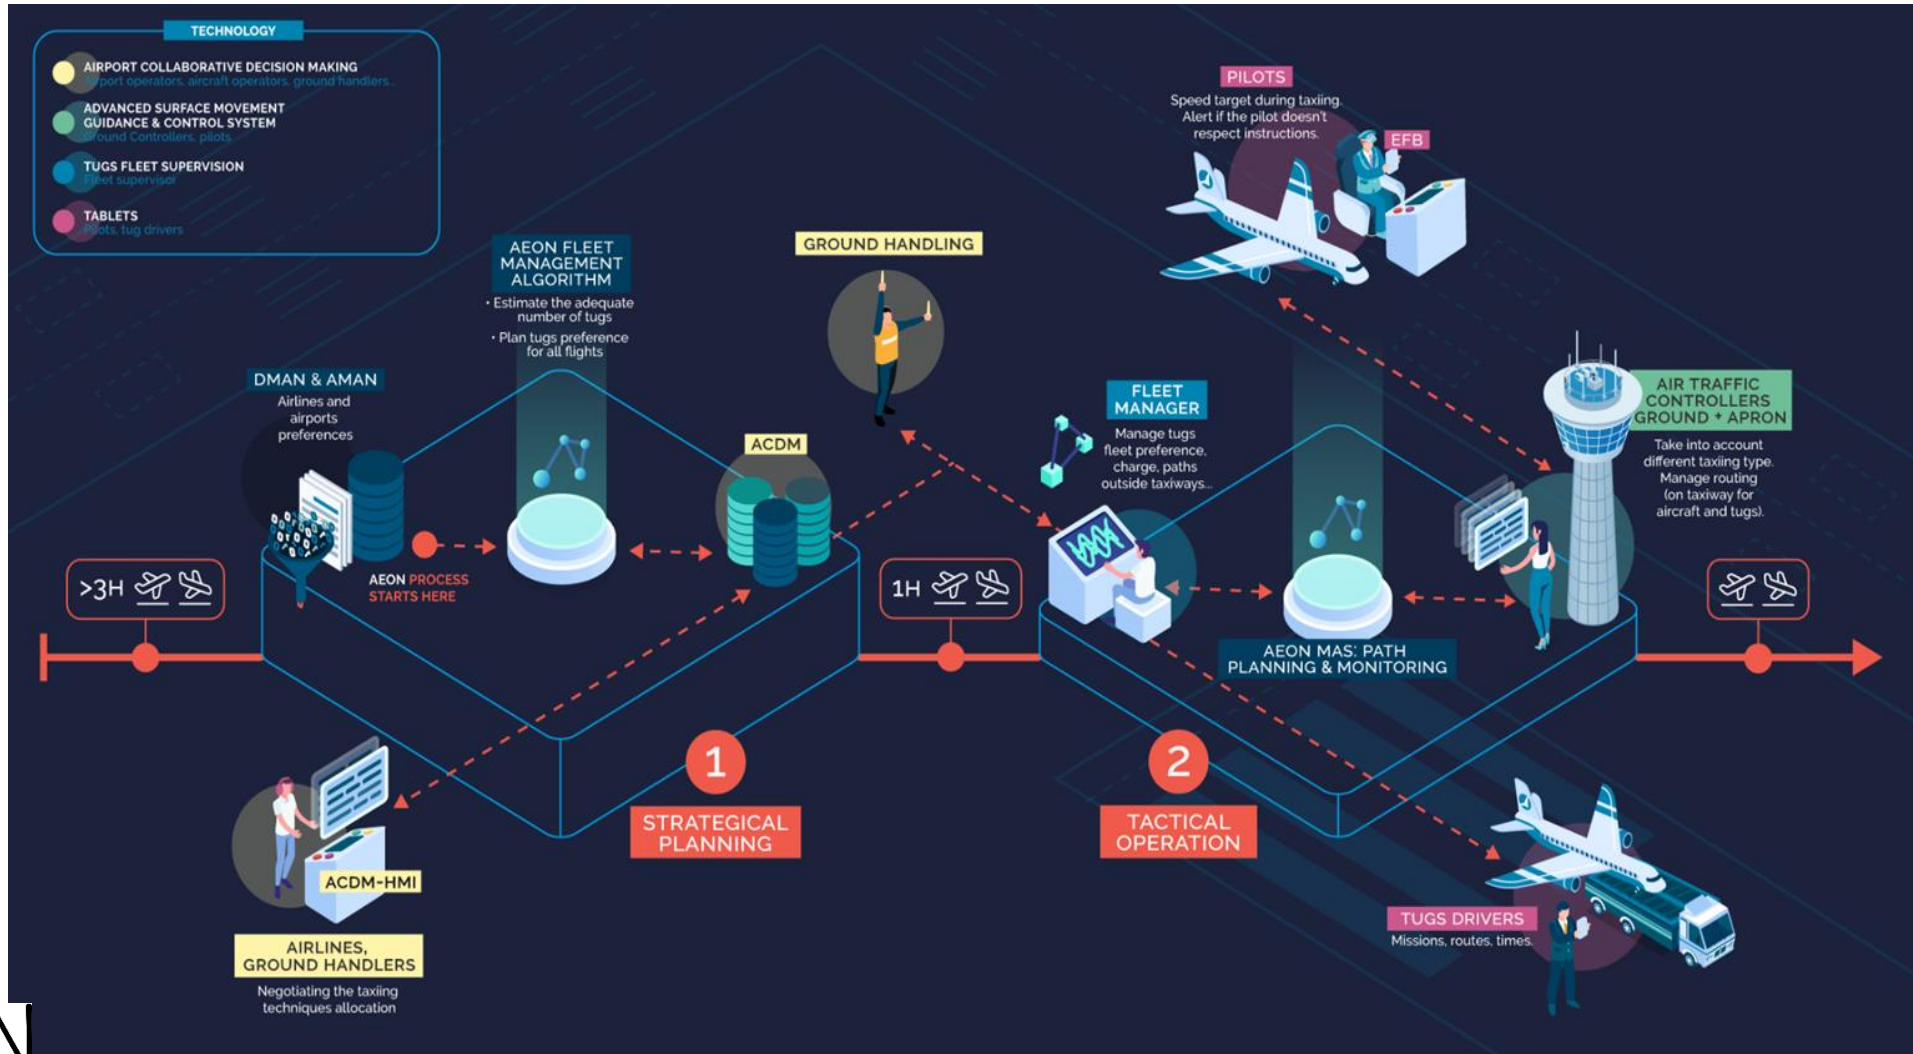 TECHNOLOGY
AIRPORT COLLABORATIVE DECISION MAKING
Airport operators, aircraft operators, ground handlers...
ADVANCED SURFACE MOVEMENT
GUIDANCE & CONTROL SYSTEM
Ground Controllers, pilots
TUGS FLEET SUPERVISION
Fleet supervisor
TABLETS
Pilots, tug drivers
>3H
DMAN & AMAN
Airlines and
airports
preferences
AEON PROCESS
STARTS HERE
AEON FLEET
MANAGEMENT
ALGORITHM
• Estimate the adequate
number of tugs
• Plan tugs preference
for all flights
ACDM
ACDM-HMI
AIRLINES,
GROUND HANDLERS
Negotiating the taxiing
techniques allocation
1
STRATEGICAL
PLANNING
GROUND HANDLING
1H
FLEET
MANAGER
Manage tugs
fleet preference,
charge, paths
outside taxiways...
AEON MAS: PATH
PLANNING & MONITORING
PILOTS
Speed target during taxiing.
Alert if the pilot doesn't
respect instructions.
EFB
AIR TRAFFIC
CONTROLLERS
GROUND + APRON
Take into account
different taxiing type.
Manage routing
(on taxiway for
aircraft and tugs).
2
TACTICAL
OPERATION
TUGS DRIVERS
Missions, routes, times.